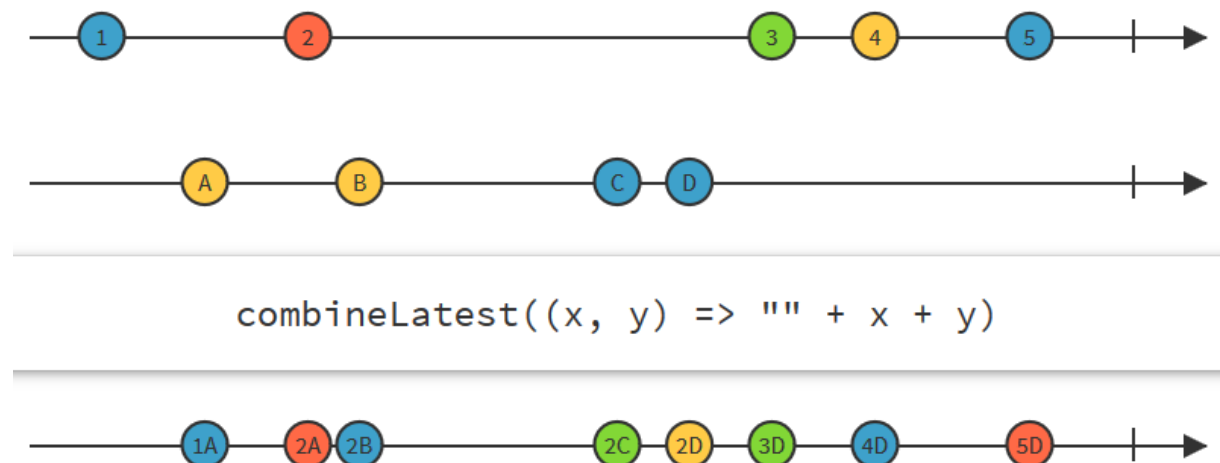 1 2 3 4 5
A B C D
combineLatest((x, y) => "" + x + y)
1A 2A 2B 2C 2D 3D 4D 5D